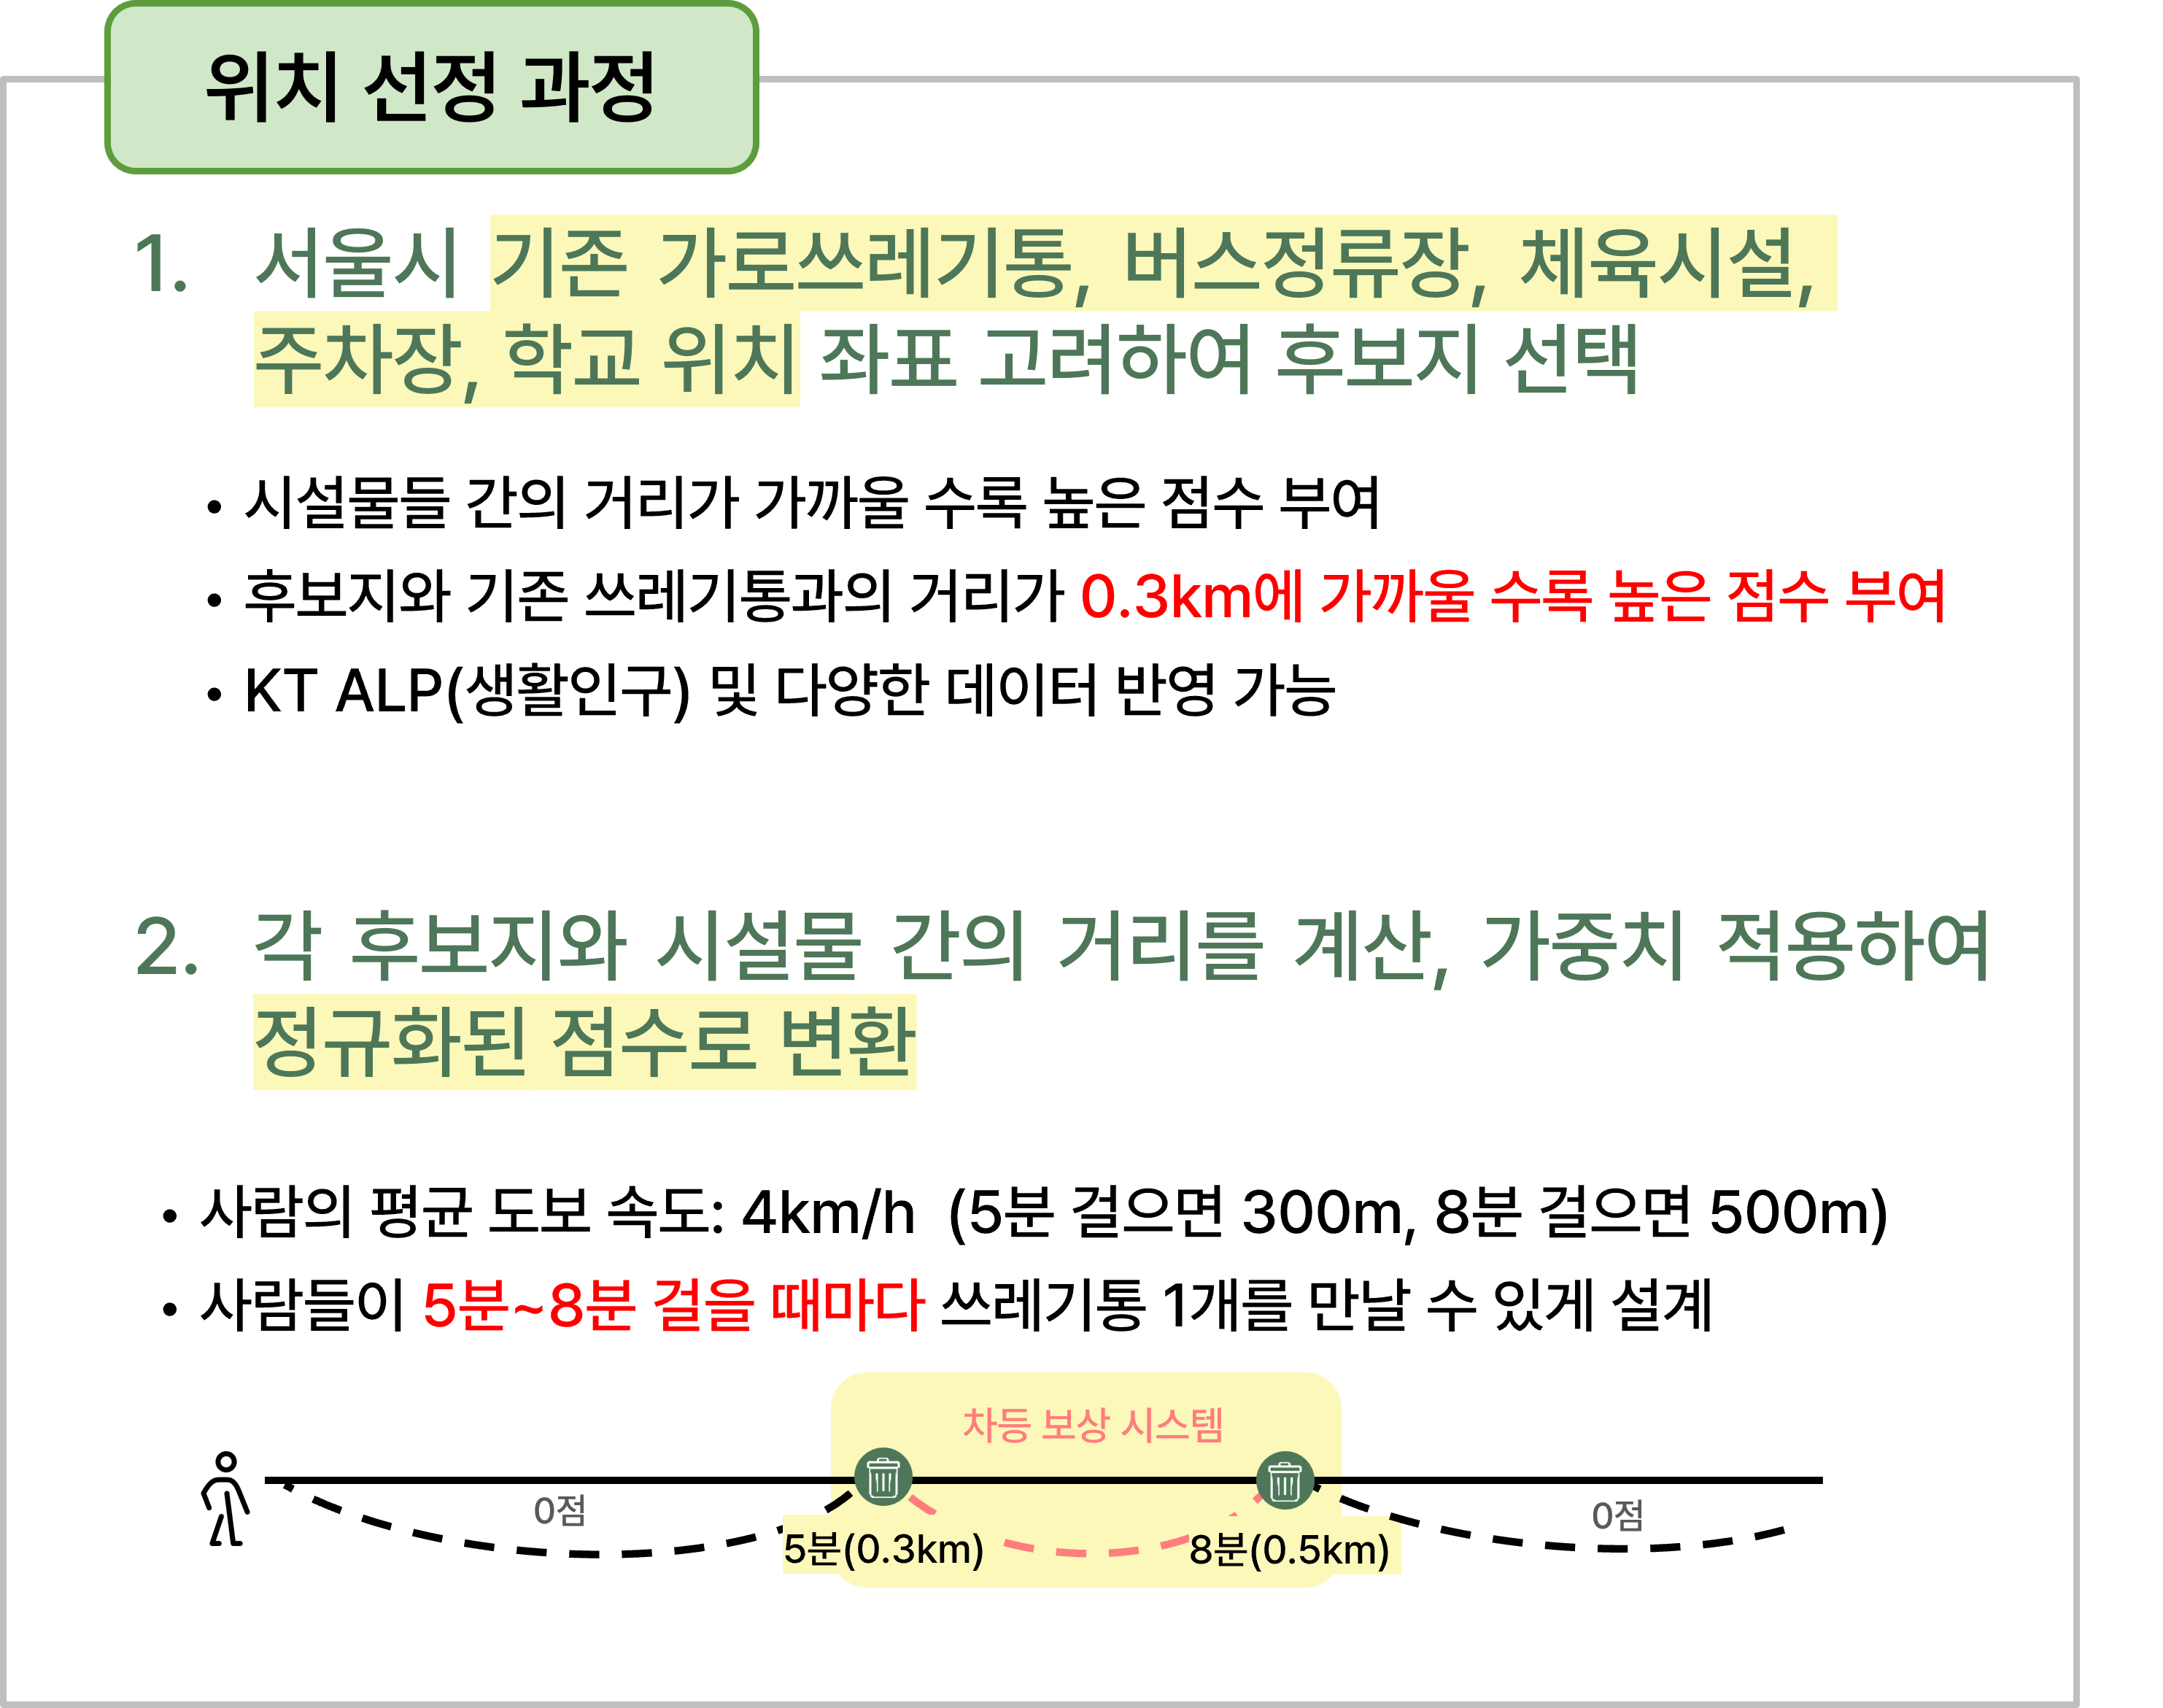 위치 선정 과정
1. 서울시 기존 가로쓰레기통, 버스정류장, 체육시설,
주차장, 학교 위치 좌표 고려하여 후보지 선택
• 시설물들 간의 거리가 가까울 수록 높은 점수 부여
• 후보지와 기존 쓰레기통과의 거리가 0.3km에 가까울 수록 높은 점수 부여
• KT ALP(생활인구) 및 다양한 데이터 반영 가능
2. 각 후보지와 시설물 간의 거리를 계산, 가중치 적용하여
정규화된 점수로 변환
• 사람의 평균 도보 속도: 4km/h (5분 걸으면 300m, 8분 걸으면 500m)
• 사람들이 5분~8분 걸을 때마다 쓰레기통 1개를 만날 수 있게 설계
차등 보상 시스템
0점
0점
5분(0.3km)
8분(0.5km)